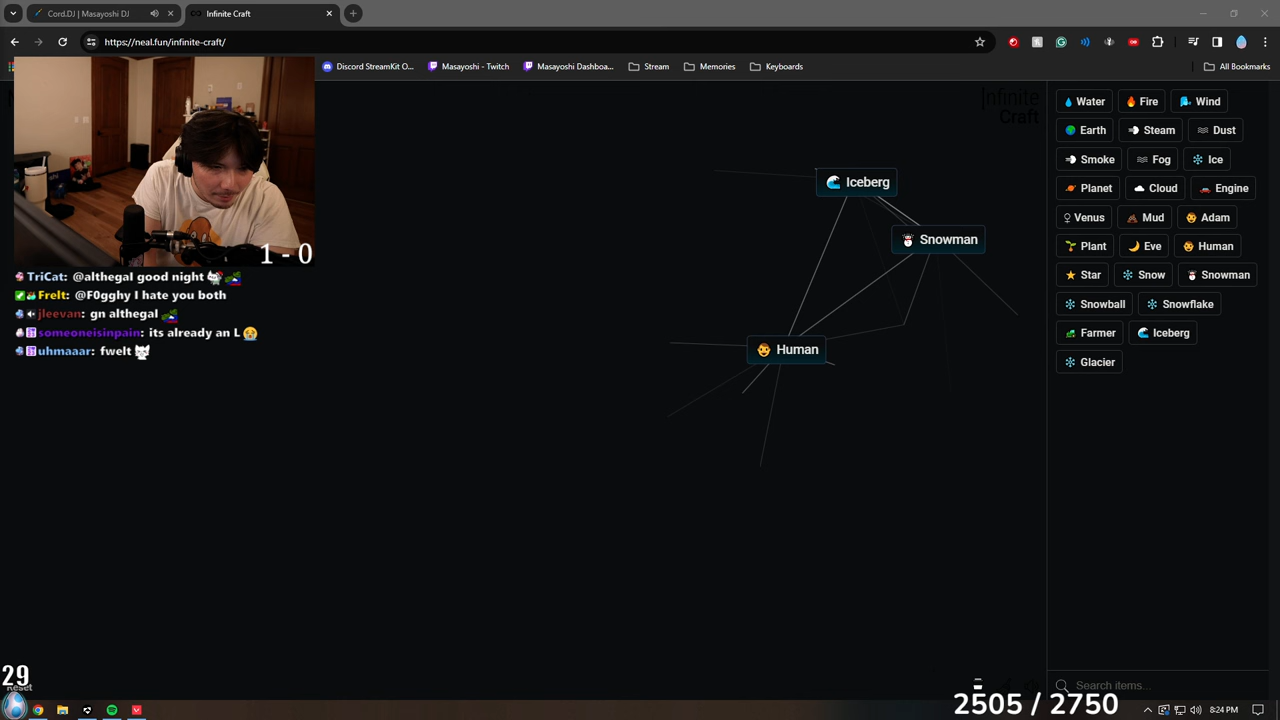 Cord.DJ | Masayoshi DJ
Infinite Craft
https://neal.fun/infinite-craft/
Discord StreamKit O...
Masayoshi - Twitch
Masayoshi Dashboa...
Stream
Memories
Keyboards
All Bookmarks
Infinite
Craft
1 - 0
TriCat: @althegal good night
Frelt: @F0gghy I hate you both
jleevan: gn althegal
someoneisinpain: its already an L
uhmaaar: fwelt
Iceberg
Snowman
Human
Water Fire Wind
Earth Steam Dust
Smoke Fog Ice
Planet Cloud Engine
Venus Mud Adam
Plant Eve Human
Star Snow Snowman
Snowball Snowflake
Farmer Iceberg
Glacier
29
Reset
Search items...
2505 / 2750
8:24 PM